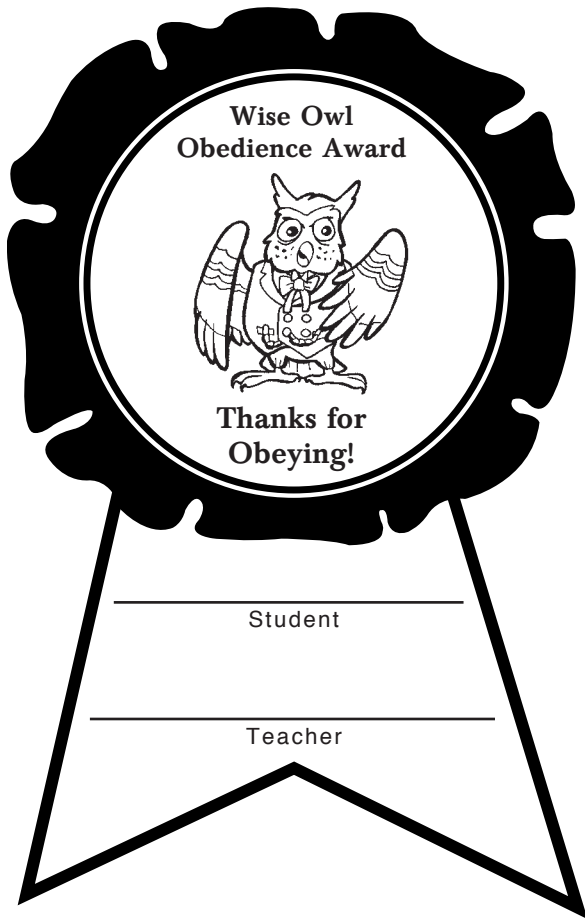 Wise Owl
Obedience Award
Thanks for
Obeying!
Student
Teacher